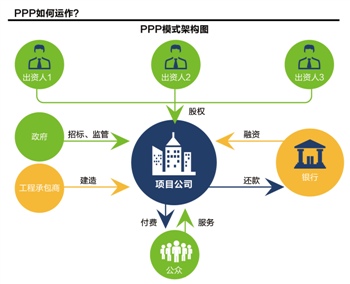 PPP如何运作?
PPP模式架构图
出资人1
出资人2
出资人3
股权
政府
招标、监管
融资
工程承包商
建造
项目公司
还款
银行
付费
服务
公众